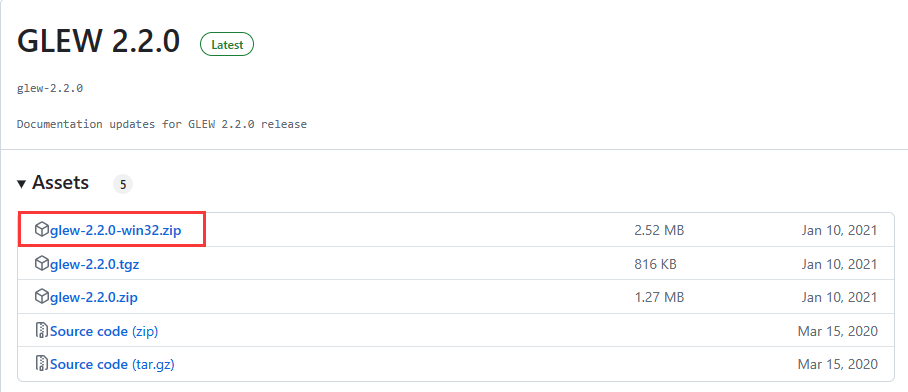 GLEW 2.2.0 Latest
glew-2.2.0
Documentation updates for GLEW 2.2.0 release
Assets 5
glew-2.2.0-win32.zip 2.52 MB Jan 10, 2021
glew-2.2.0.tgz 816 KB Jan 10, 2021
glew-2.2.0.zip 1.27 MB Jan 10, 2021
Source code (zip) Mar 15, 2020
Source code (tar.gz) Mar 15, 2020